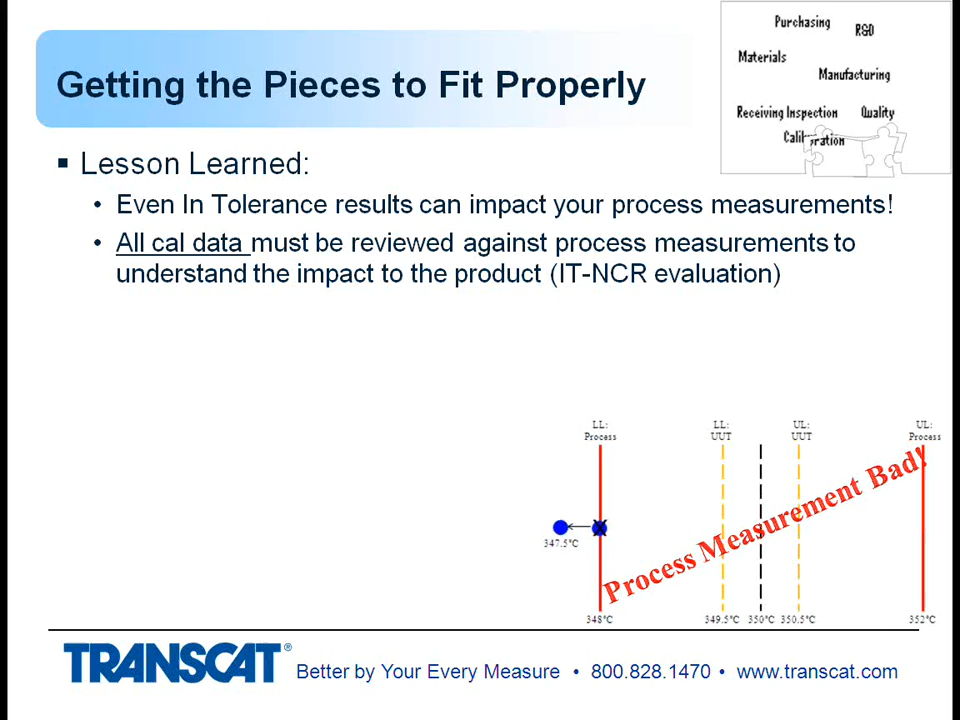 Purchasing
R&D
Materials
Manufacturing
Receiving Inspection Quality
Calibration
Getting the Pieces to Fit Properly
Lesson Learned:
Even In Tolerance results can impact your process measurements!
All cal data must be reviewed against process measurements to
understand the impact to the product (IT-NCR evaluation)
LL: Process
LL: UUT
UL: UUT
UL: Process
Process Measurement Bad!
347.5°C
348°C 349.5°C 350°C 350.5°C 352°C
TRANSCAT® Better by Your Every Measure • 800.828.1470 • www.transcat.com